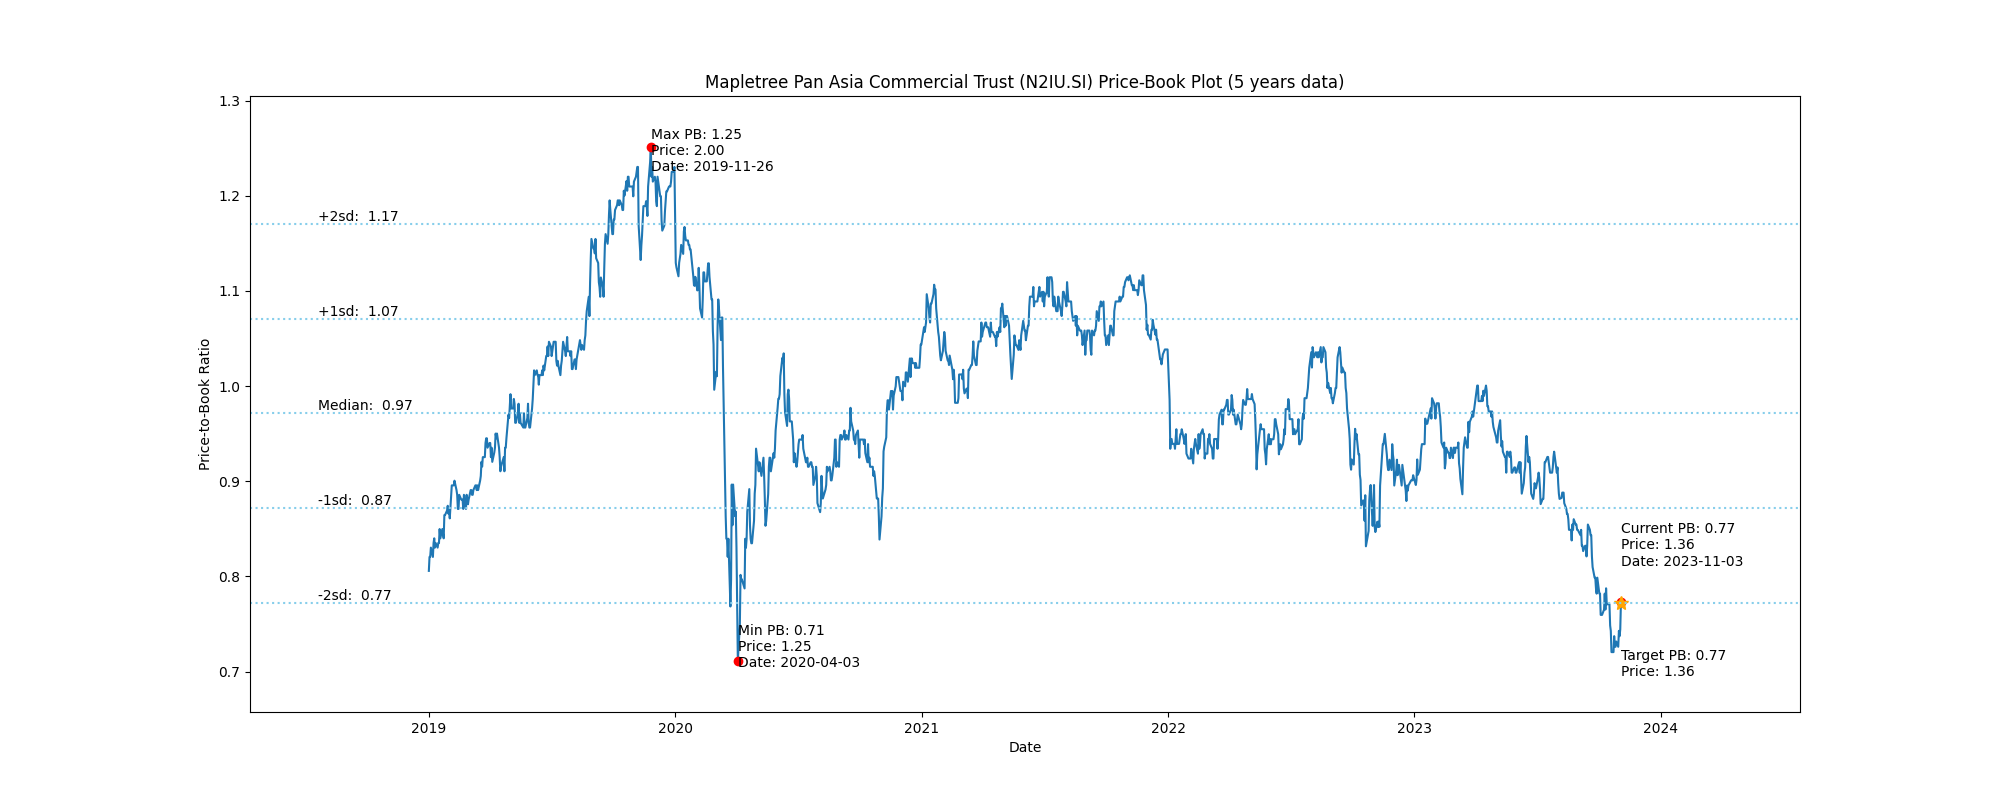 Mapletree Pan Asia Commercial Trust (N2IU.SI) Price-Book Plot (5 years data)
Price-to-Book Ratio
1.3
1.2
1.1
1.0
0.9
0.8
0.7
Max PB: 1.25
Price: 2.00
Date: 2019-11-26
+2sd: 1.17
+1sd: 1.07
Median: 0.97
-1sd: 0.87
-2sd: 0.77
Current PB: 0.77
Price: 1.36
Date: 2023-11-03
Min PB: 0.71
Price: 1.25
Date: 2020-04-03
Target PB: 0.77
Price: 1.36
2019
2020
2021
2022
2023
2024
Date